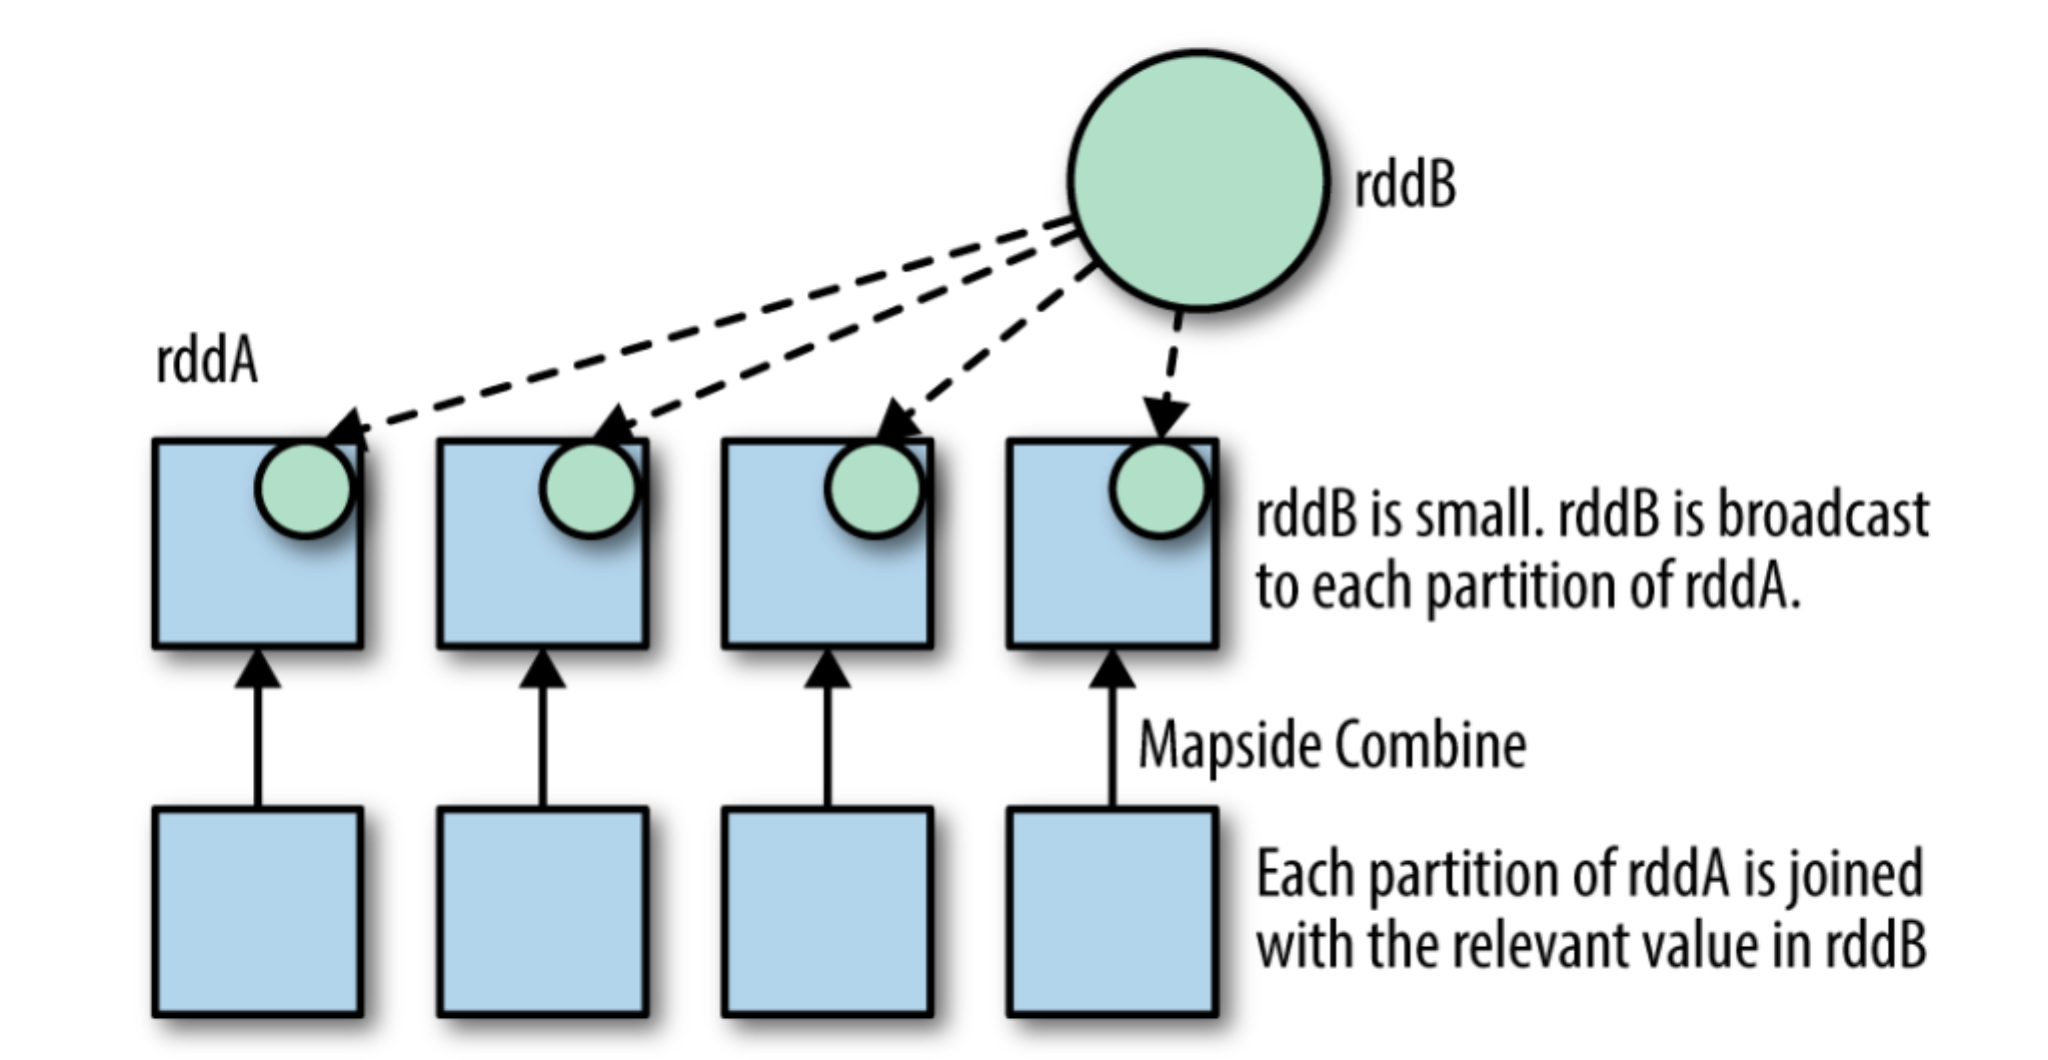 rddB
rddA
rddB is small. rddB is broadcast
to each partition of rddA.
Mapside Combine
Each partition of rddA is joined
with the relevant value in rddB